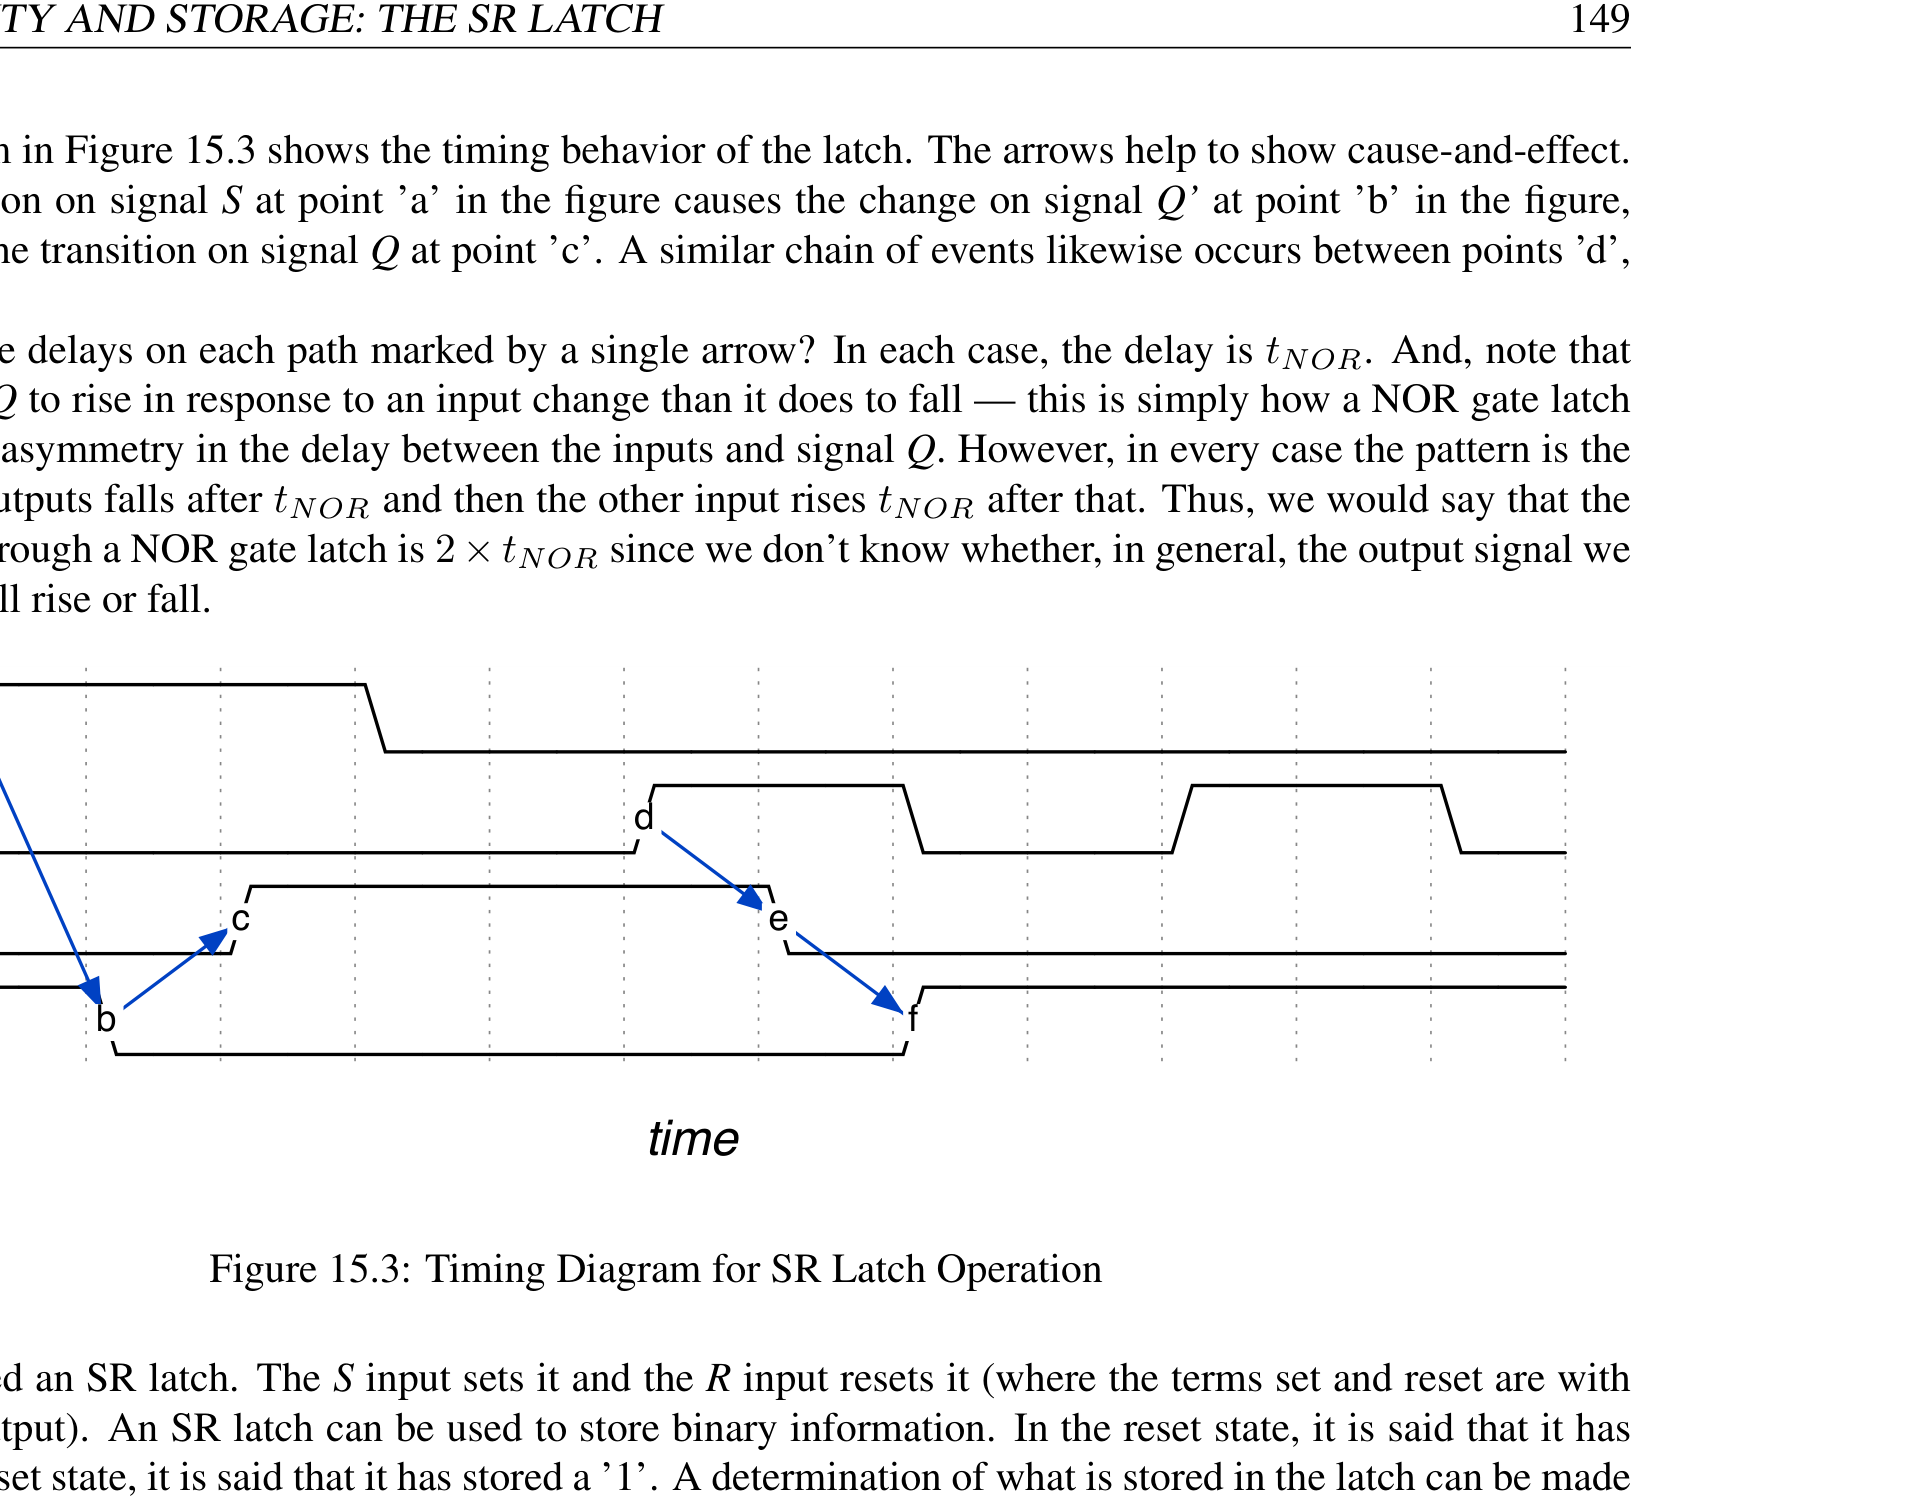 TY AND STORAGE: THE SR LATCH 149
n in Figure 15.3 shows the timing behavior of the latch. The arrows help to show cause-and-effect.
on on signal S at point ’a’ in the figure causes the change on signal Q’ at point ’b’ in the figure,
he transition on signal Q at point ’c’. A similar chain of events likewise occurs between points ’d’,
e delays on each path marked by a single arrow? In each case, the delay is tNOR. And, note that
Q to rise in response to an input change than it does to fall — this is simply how a NOR gate latch
asymmetry in the delay between the inputs and signal Q. However, in every case the pattern is the
utputs falls after tNOR and then the other input rises tNOR after that. Thus, we would say that the
rough a NOR gate latch is 2 × tNOR since we don’t know whether, in general, the output signal we
ll rise or fall.
d
c
e
b
f
time
Figure 15.3: Timing Diagram for SR Latch Operation
ed an SR latch. The S input sets it and the R input resets it (where the terms set and reset are with
tput). An SR latch can be used to store binary information. In the reset state, it is said that it has
set state, it is said that it has stored a ’1’. A determination of what is stored in the latch can be made